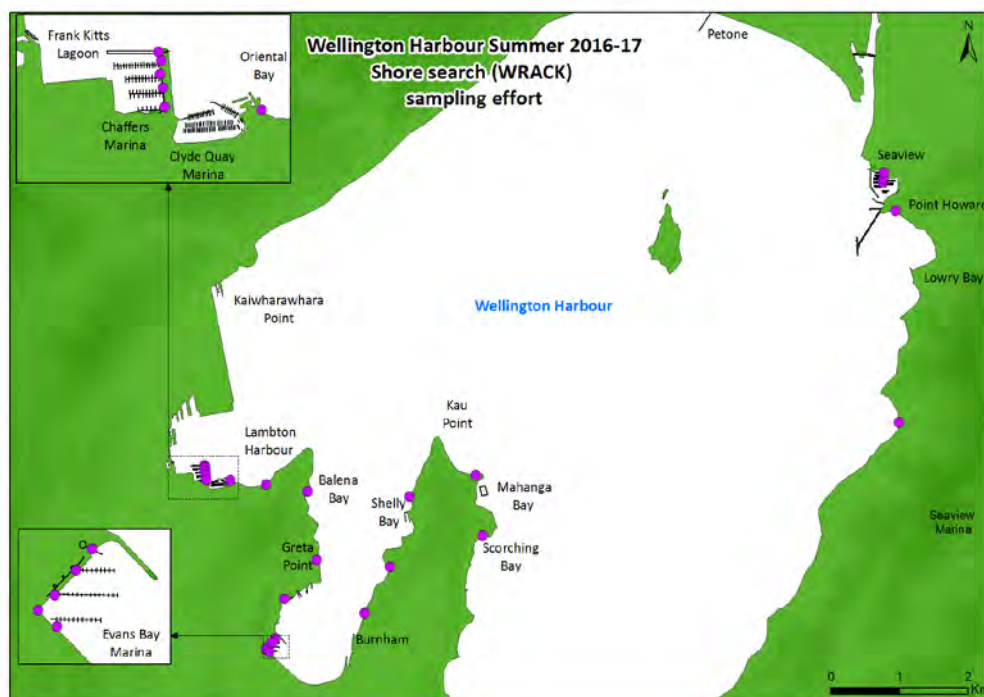 Wellington Harbour Summer 2016-17
Shore search (WRACK)
sampling effort
Frank Kitts
Lagoon
Oriental
Bay
Chaffers
Marina
Clyde Quay
Marina
Petone
N
Seaview
Point Howard
Lowry Bay
Kaiwharawhara
Point
Wellington Harbour
Kau
Point
Lambton
Harbour
Balena
Bay
Shelly
Bay
Mahanga
Bay
Scorching
Bay
Greta
Point
Seaview
Marina
Evans Bay
Marina
Burnham
0 1 2
Km